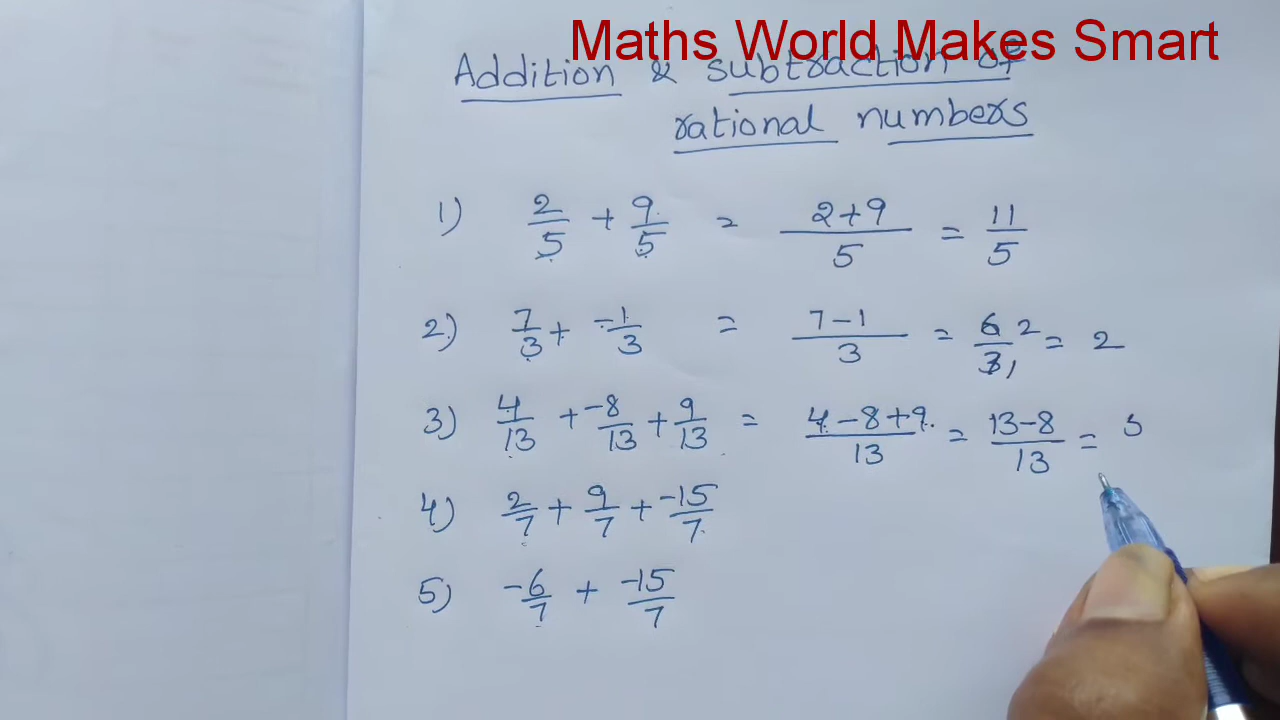 Maths World Makes Smart
Addition & subtraction of
rational numbers
1) 2/5 + 9/5 = 2+9/5 = 11/5
2) 7/3 + -1/3 = 7-1/3 = 6/3 2 1 = 2
3) 4/13 + -8/13 + 9/13 = 4-8+9/13 = 13-8/13 = 5
4) 2/7 + 9/7 + -15/7
5) -6/7 + -15/7